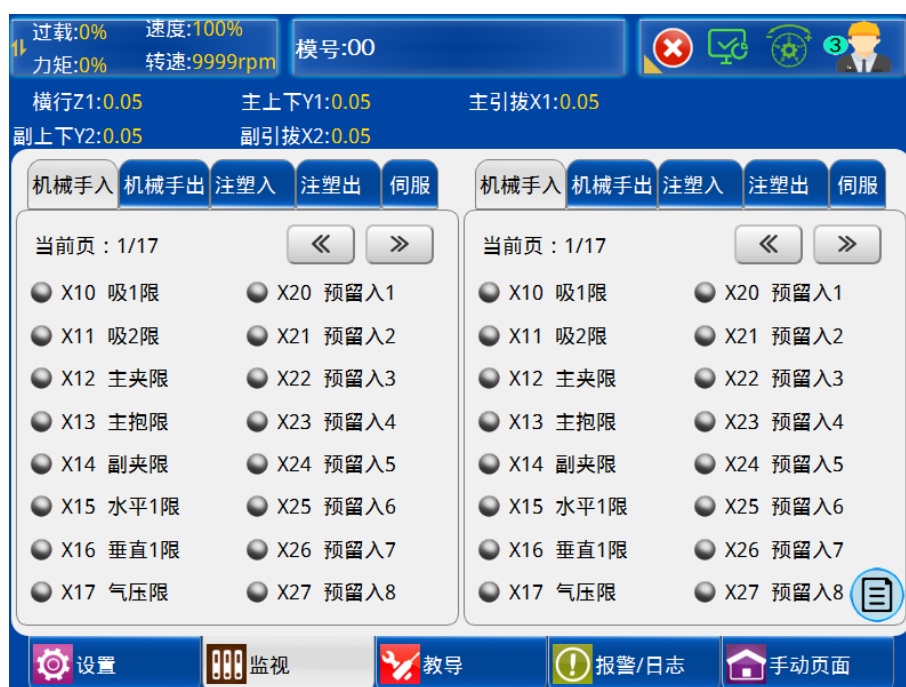 过载:0% 速度:100%
力矩:0% 转速:9999rpm
模号:00
3
横行Z1:0.05 主上下Y1:0.05 主引拔X1:0.05
副上下Y2:0.05 副引拔X2:0.05
机械手入 机械手出 注塑入 注塑出 伺服
当前页：1/17
X10 吸1限 X20 预留入1
X11 吸2限 X21 预留入2
X12 主夹限 X22 预留入3
X13 主抱限 X23 预留入4
X14 副夹限 X24 预留入5
X15 水平1限 X25 预留入6
X16 垂直1限 X26 预留入7
X17 气压限 X27 预留入8
机械手入 机械手出 注塑入 注塑出 伺服
当前页：1/17
X10 吸1限 X20 预留入1
X11 吸2限 X21 预留入2
X12 主夹限 X22 预留入3
X13 主抱限 X23 预留入4
X14 副夹限 X24 预留入5
X15 水平1限 X25 预留入6
X16 垂直1限 X26 预留入7
X17 气压限 X27 预留入8
设置 监视 教导 报警/日志 手动页面